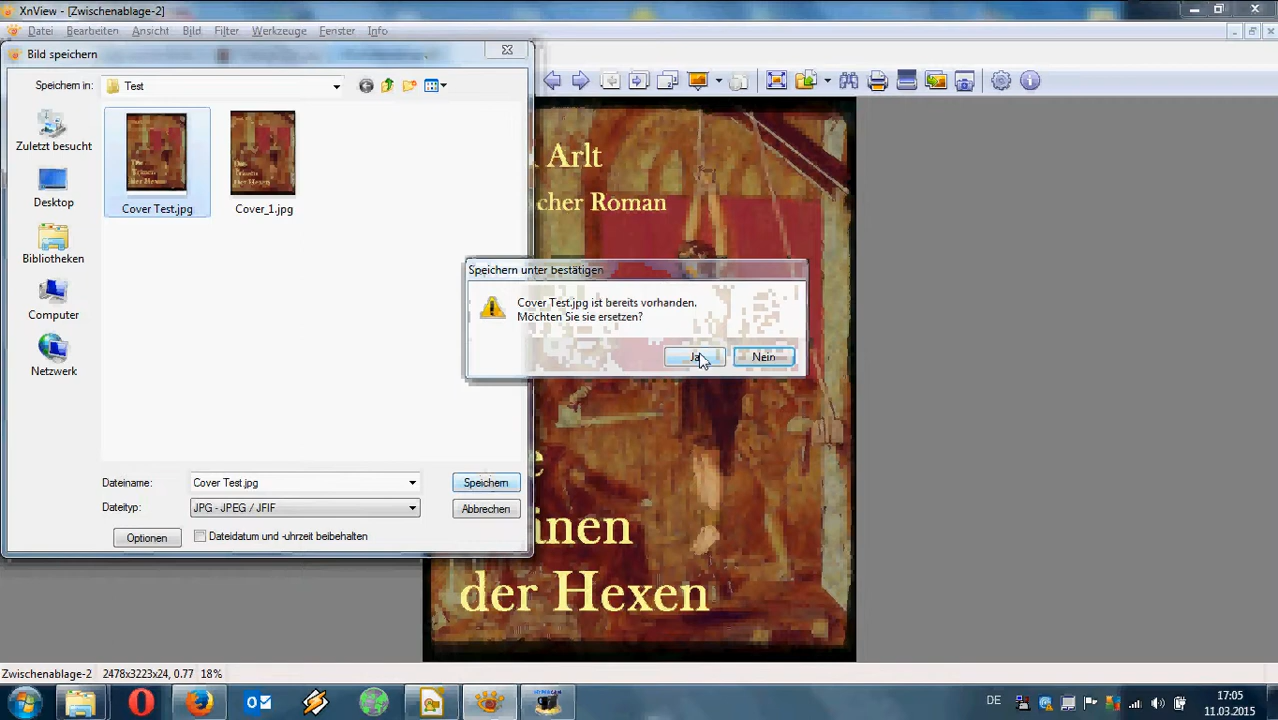 XnView - [Zwischenablage-2]
Datei Bearbeiten Ansicht Bild Filter Werkzeuge Fenster Info
Bild speichern
Speichern in: Test
Zuletzt besucht
Desktop
Bibliotheken
Computer
Netzwerk
Cover Test.jpg Cover_1.jpg
Arlt
cher Roman
Speichern unter bestätigen
Cover Test.jpg ist bereits vorhanden.
Möchten Sie sie ersetzen?
Ja Nein
Dateiname: Cover Test.jpg Speichern
Dateityp: JPG - JPEG / JFIF Abbrechen
Optionen Dateidatum und -uhrzeit beibehalten
inen
der Hexen
Zwischenablage-2 2478x3223x24, 0.77 18%
DE 17:05
11.03.2015